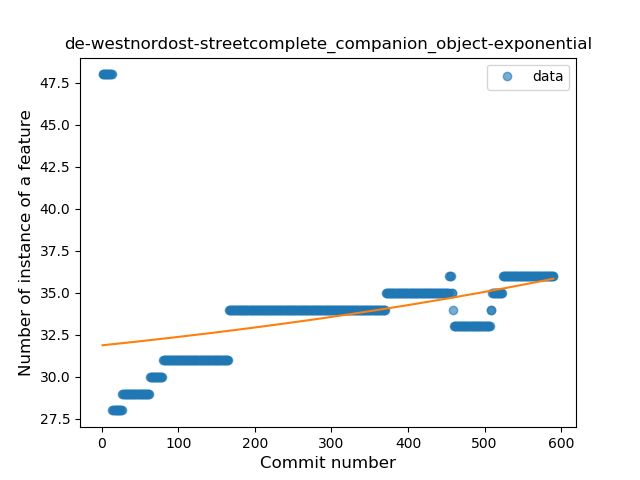 de-westnordost-streetcomplete_companion_object-exponential
data
Number of instance of a feature
47.5
45.0
42.5
40.0
37.5
35.0
32.5
30.0
27.5
0 100 200 300 400 500 600
Commit number